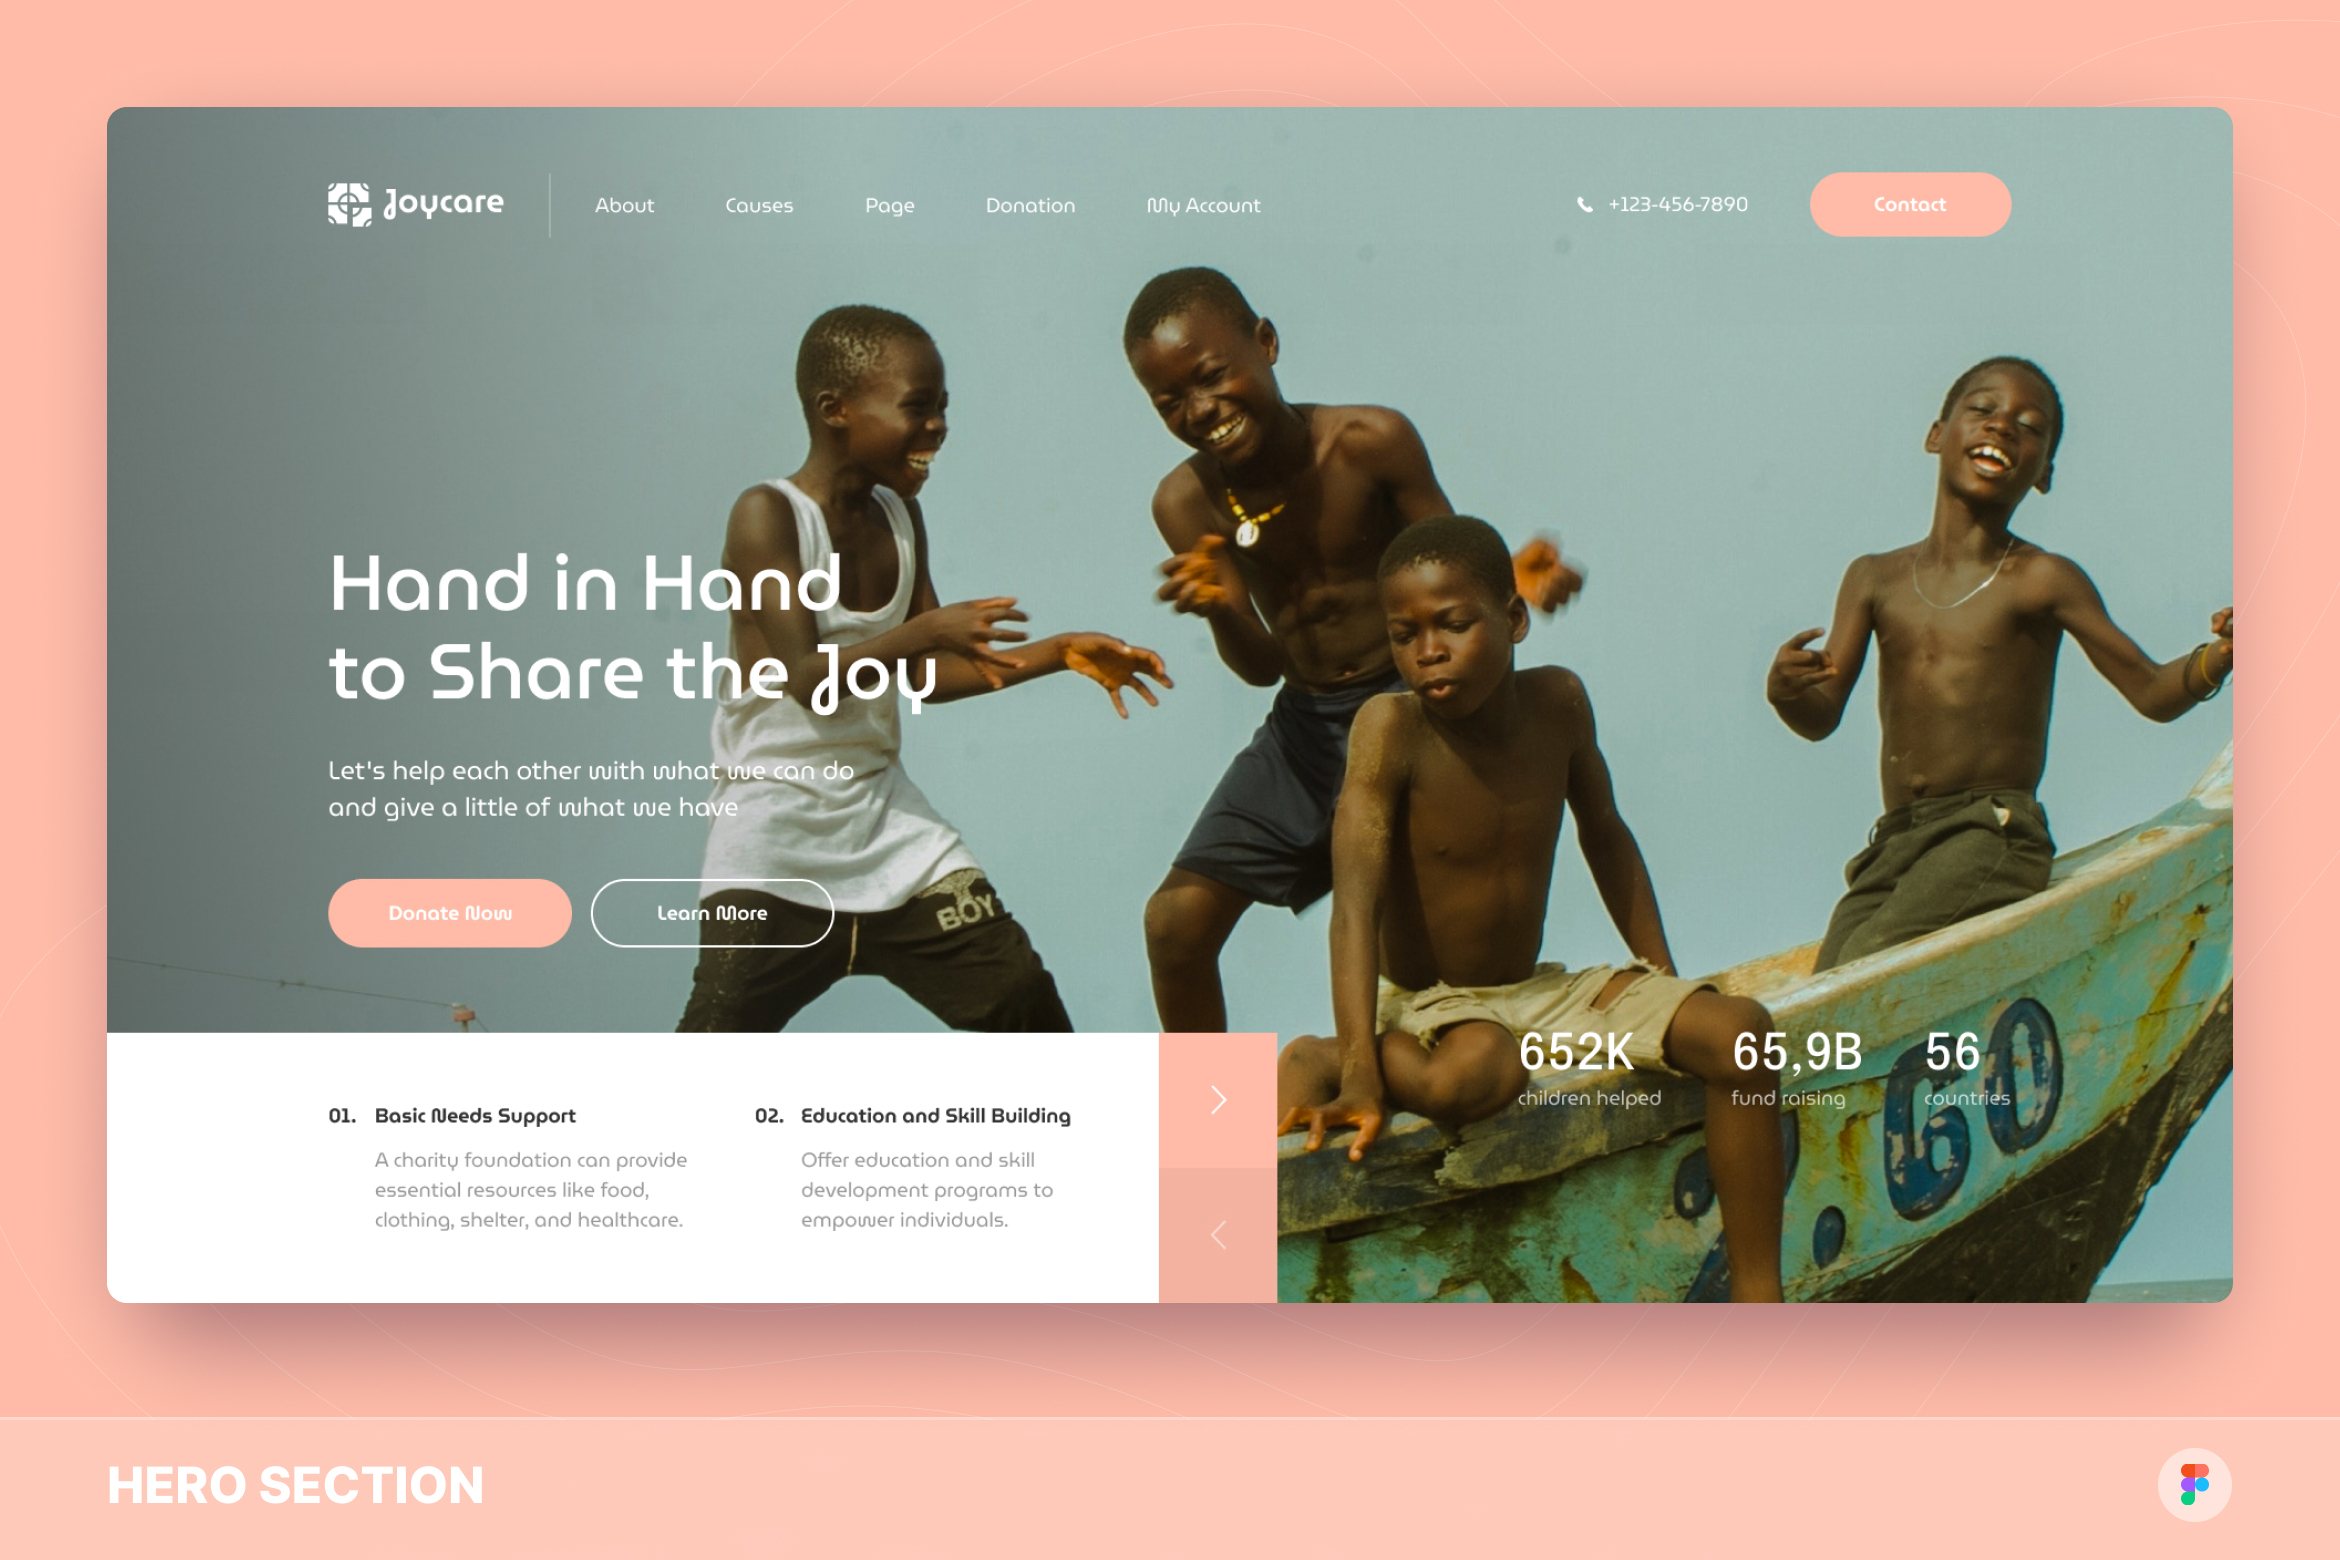 Joycare
About
Causes
Page
Donation
My Account
+123-456-7890
Contact
Hand in Hand
to Share the Joy
Let's help each other with what we can do
and give a little of what we have
Donate Now
Learn More
BOY
652K
65,9B
56
children helped
fund raising
countries
60
01. Basic Needs Support
A charity foundation can provide
essential resources like food,
clothing, shelter, and healthcare.
02. Education and Skill Building
Offer education and skill
development programs to
empower individuals.
HERO SECTION